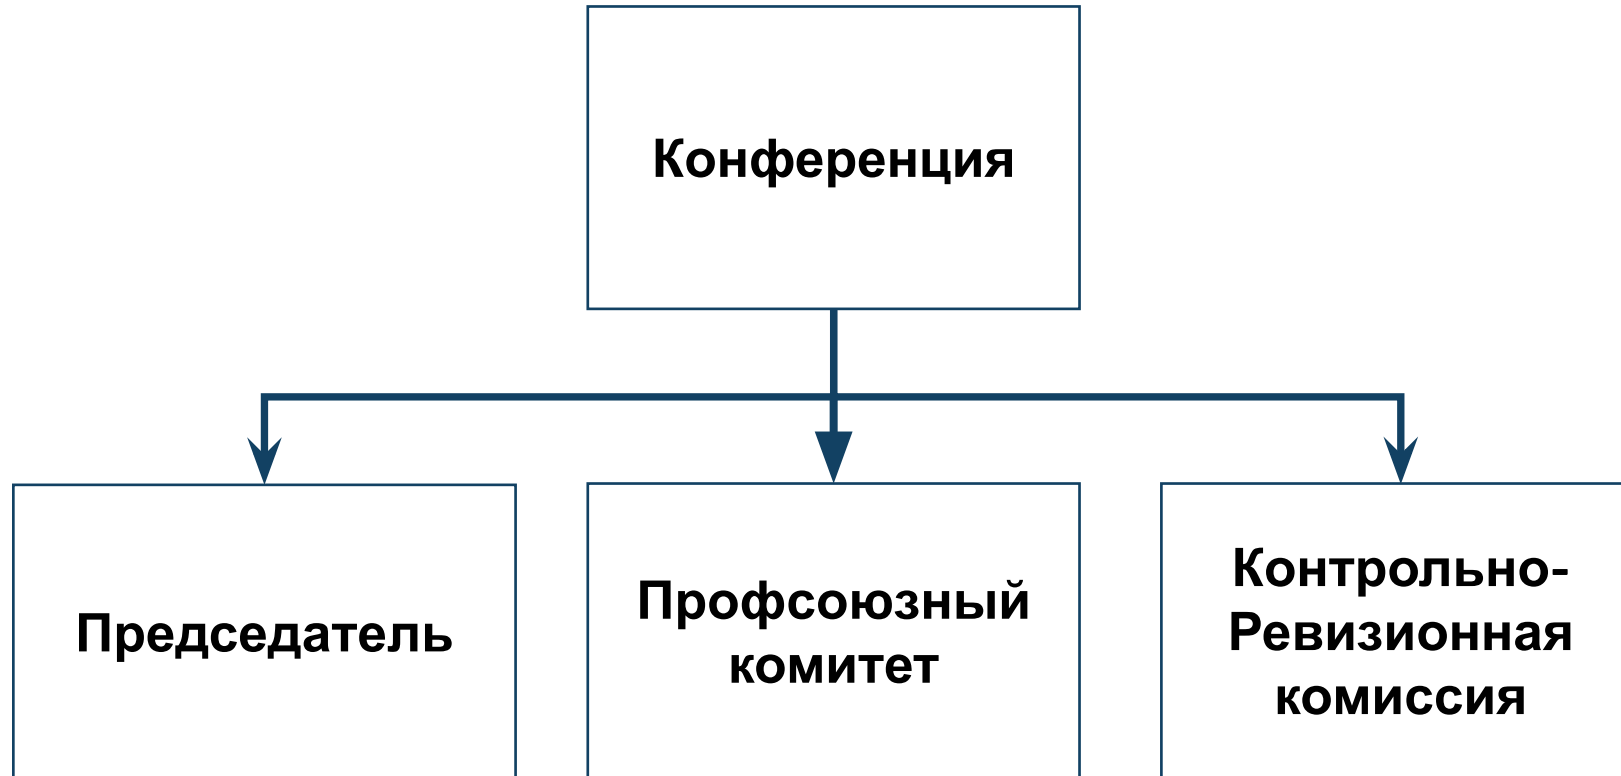 Конференция
Председатель
Профсоюзный
комитет
Контрольно-
Ревизионная
комиссия